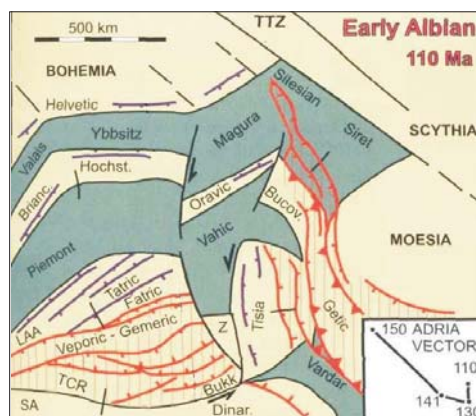 500 km
TTZ
Early Albian
110 Ma
BOHEMIA
Helvetic
Silesian
Siret
SCYTHIA
Valais
Ybbsitz
Magura
Hochst.
Brianc.
Oravic
Bucov.
Vahic
MOESIA
Piemont
Tatric
Fatric
Tisia
Getic
LAA
Veporic - Gemeric
Z
150 ADRIA
VECTOR
110
141
Vardar
TCR
Bukk
SA
Dinar.